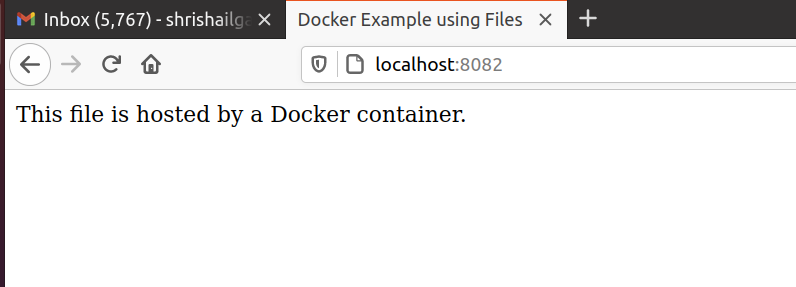 Inbox (5,767) - shrishailga
Docker Example using Files
localhost:8082
This file is hosted by a Docker container.